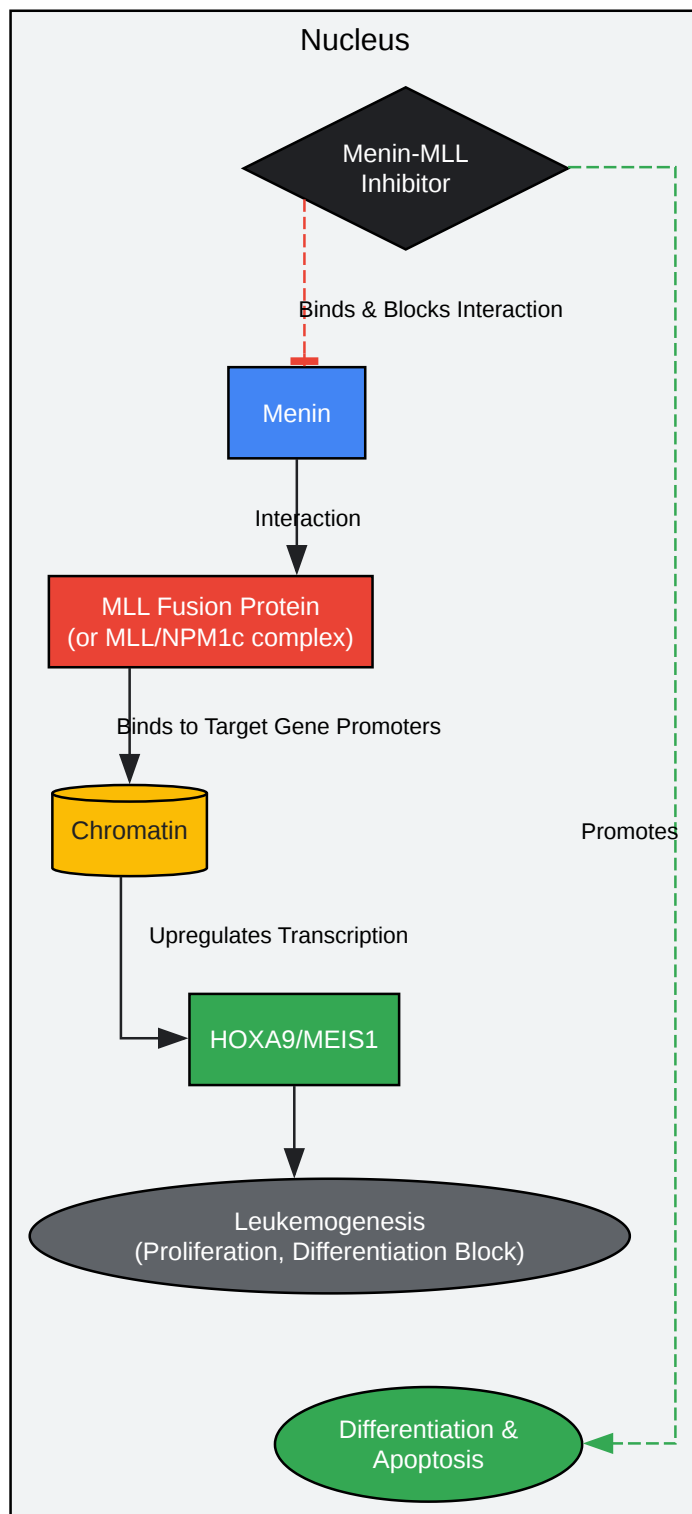 Nucleus
Menin-MLL
Inhibitor
Binds & Blocks Interaction
Menin
Interaction
MLL Fusion Protein
(or MLL/NPM1c complex)
Binds to Target Gene Promoters
Chromatin
Promotes
Upregulates Transcription
HOXA9/MEIS1
Leukemogenesis
(Proliferation, Differentiation Block)
Differentiation &
Apoptosis